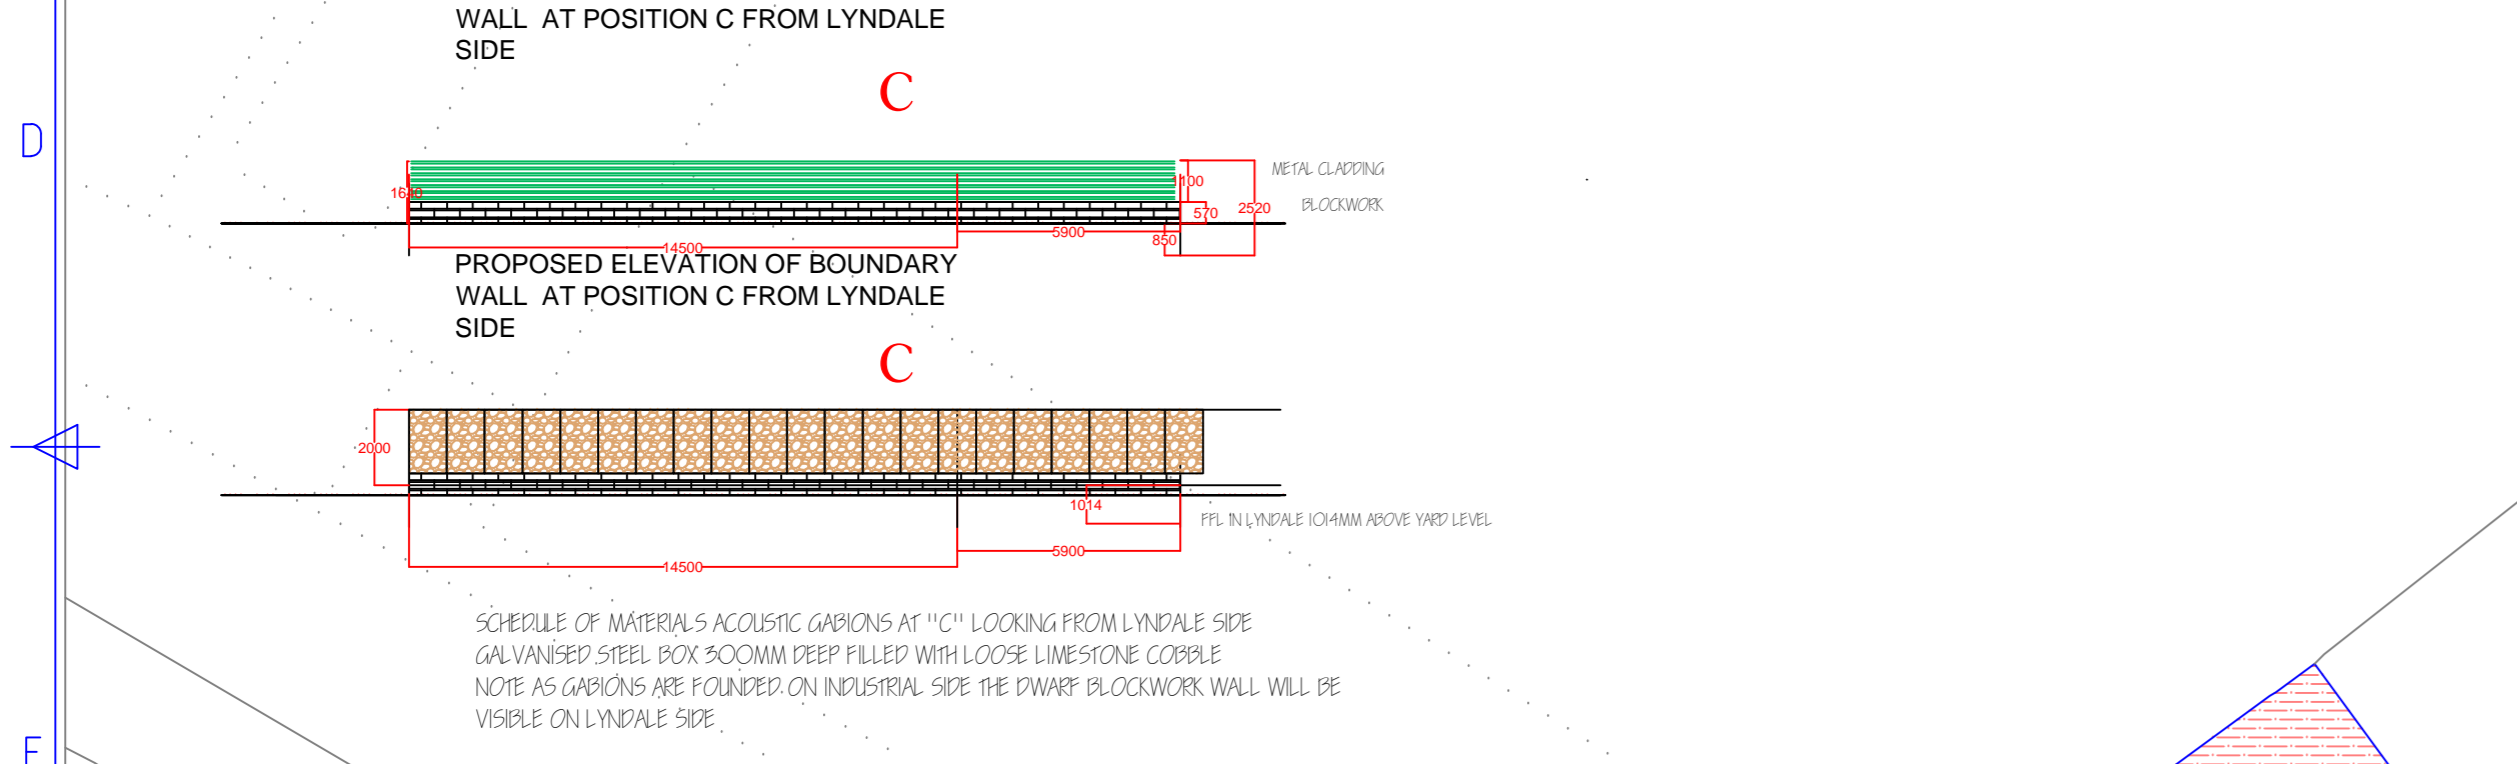 WALL AT POSITION C FROM LYNDALE
SIDE
C
D
METAL CLADDING
1640
1100
BLOCKWORK
570
2520
5900
850
14500
PROPOSED ELEVATION OF BOUNDARY
WALL AT POSITION C FROM LYNDALE
SIDE
C
2000
1014
FFL IN LYNDALE 1014MM ABOVE YARD LEVEL
5900
14500
SCHEDULE OF MATERIALS ACOUSTIC GABIONS AT "C" LOOKING FROM LYNDALE SIDE
GALVANISED STEEL BOX 300MM DEEP FILLED WITH LOOSE LIMESTONE COBBLE
NOTE AS GABIONS ARE FOUNDED ON INDUSTRIAL SIDE THE DWARF BLOCKWORK WALL WILL BE
VISIBLE ON LYNDALE SIDE